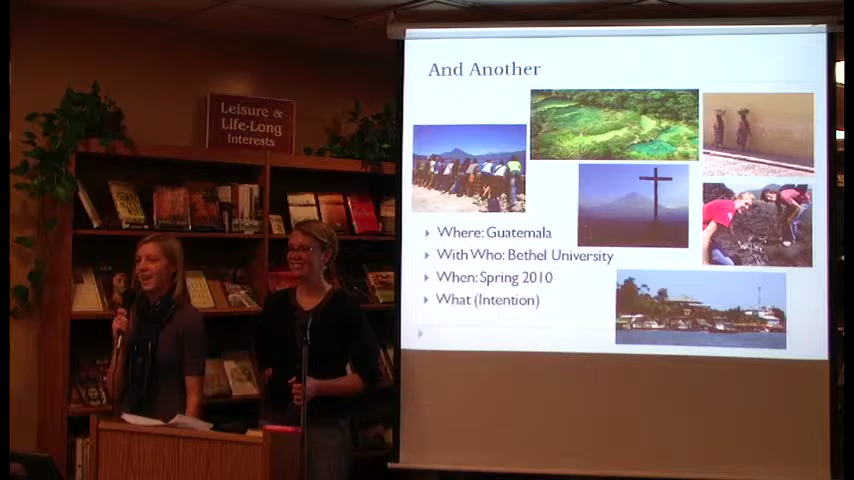 Leisure &
Life-Long
Interests
And Another
Where: Guatemala
With Who: Bethel University
When: Spring 2010
What (Intention)